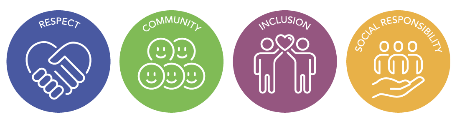 RESPECT
COMMUNITY
INCLUSION
SOCIAL RESPONSIBILITY